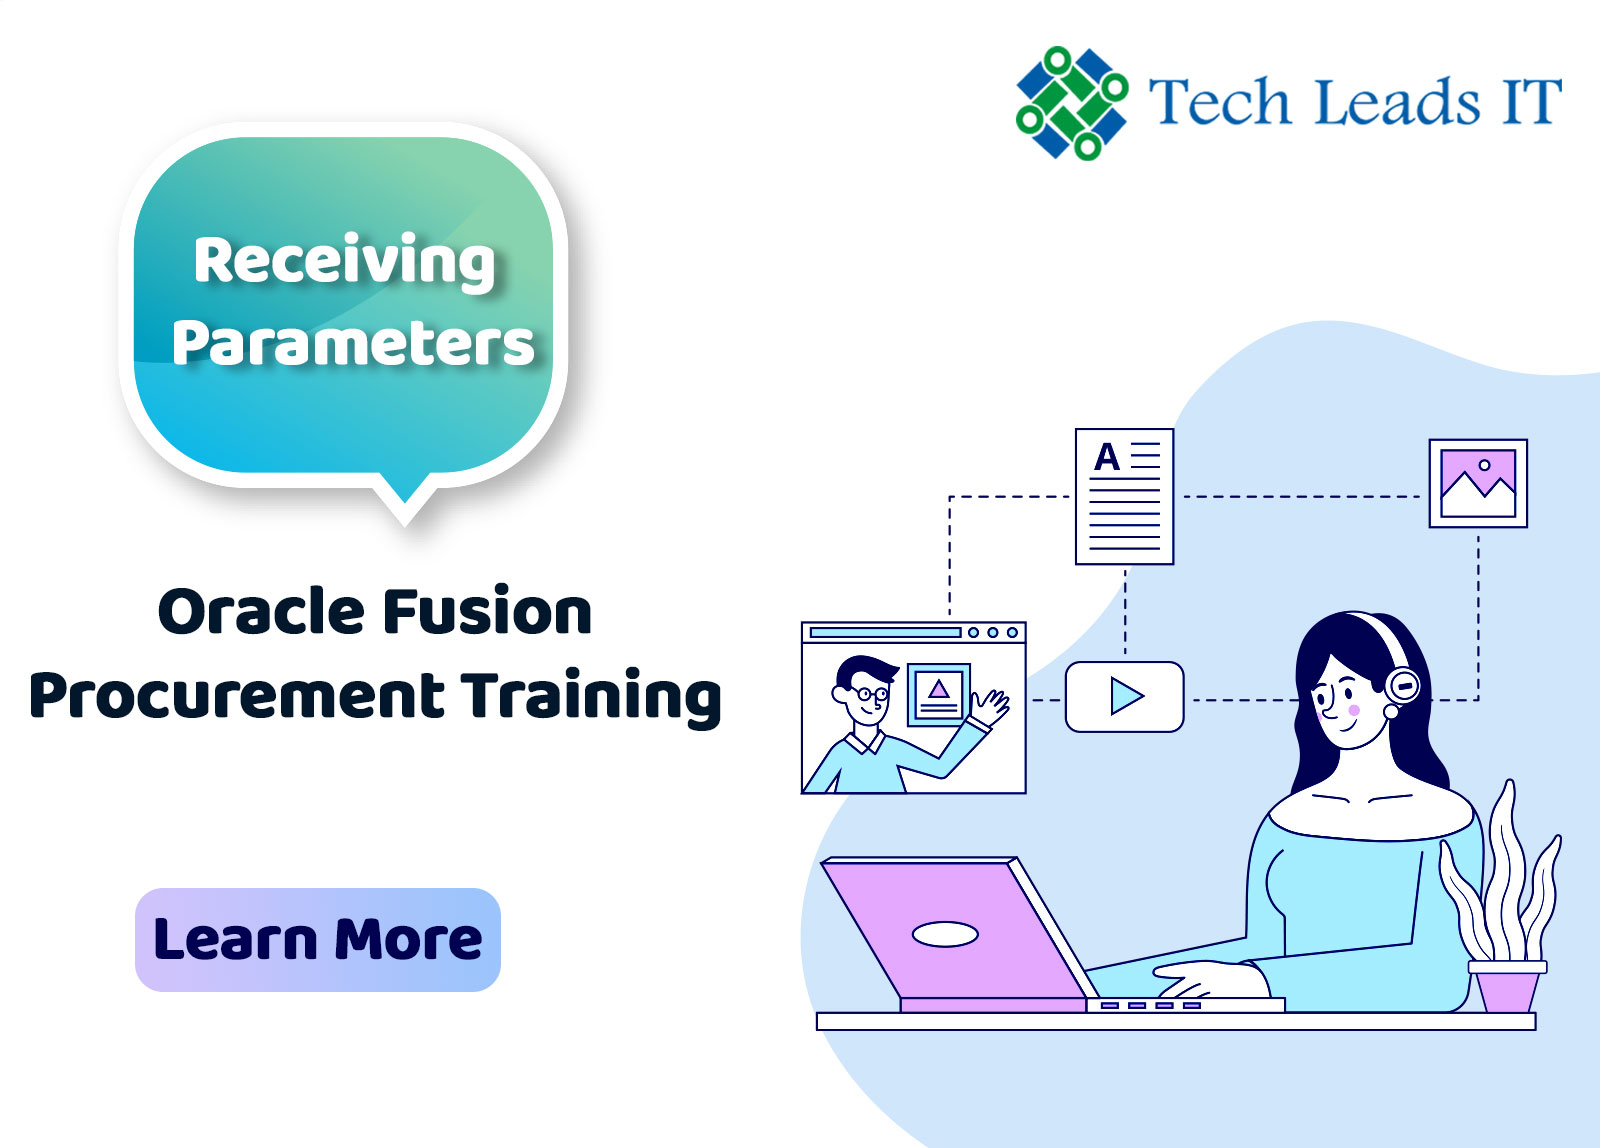 Tech Leads IT
Receiving
Parameters
Oracle Fusion
Procurement Training
Learn More
A